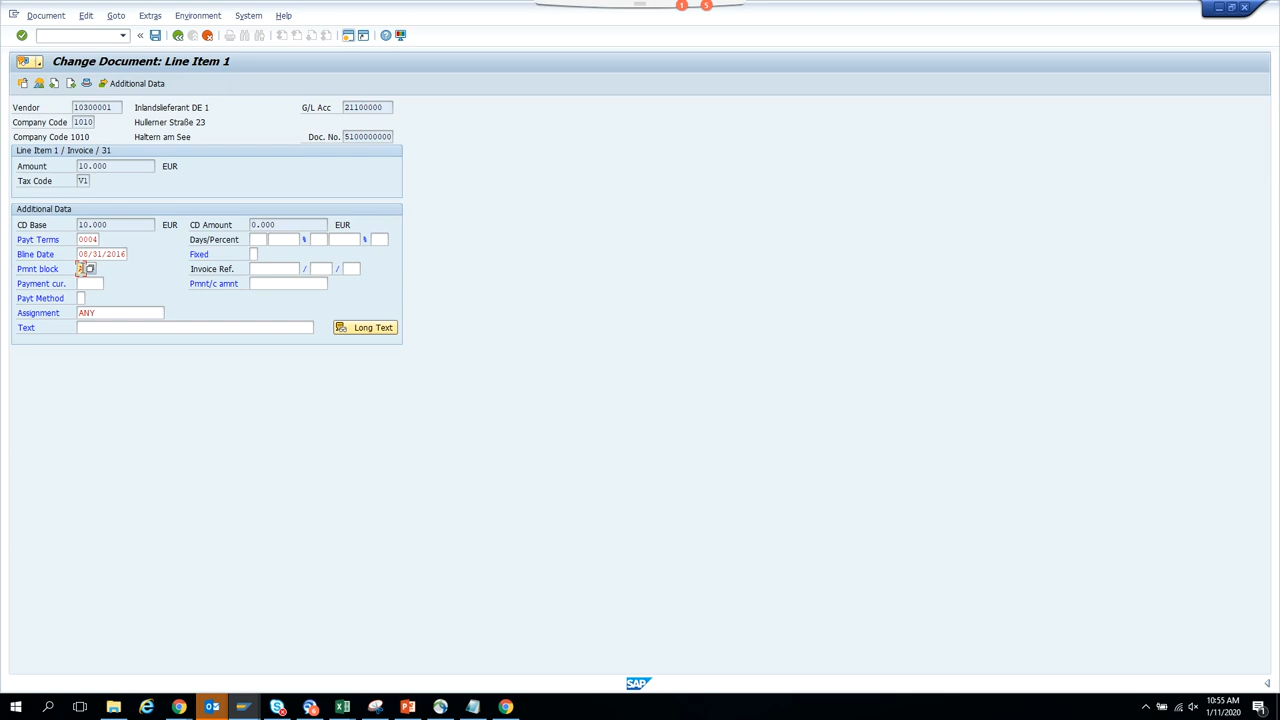 Document Edit Goto Extras Environment System Help
Change Document: Line Item 1
Additional Data
Vendor 10300001 Inlandslieferant DE 1 G/L Acc 21100000
Company Code 1010 Hullerner Straße 23
Company Code 1010 Haltern am See Doc. No. 5100000000
Line Item 1 / Invoice / 31
Amount 10.000 EUR
Tax Code V1
Additional Data
CD Base 10.000 EUR CD Amount 0.000 EUR
Payt Terms 0004 Days/Percent % %
Bline Date 08/31/2016 Fixed
Pmnt block Invoice Ref. / /
Payment cur. Pmnt/c amnt
Payt Method
Assignment ANY
Text Long Text
SAP
10:55 AM
1/11/2020
1 5
6
1